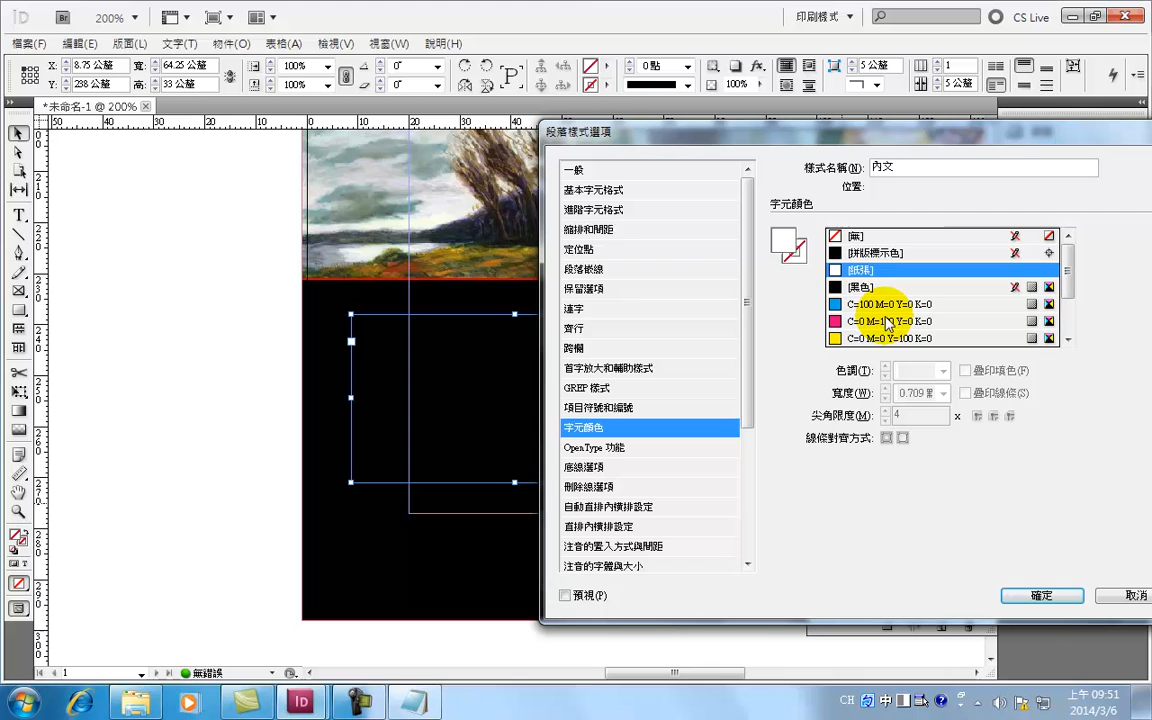 Br
200%
印刷樣式
CS Live
檔案(F) 編輯(E) 版面(L) 文字(T) 物件(O) 表格(A) 檢視(V) 視窗(W) 說明(H)
X: 8.75 公釐 寬: 64.25 公釐 100% 0° 0 點 5 公釐 1
Y: 238 公釐 高: 33 公釐 100% 0° 100% 5 公釐
*未命名-1 @ 200%
50 40 30 20 10 0 10 20 30 40
段落樣式選項
一般
基本字元格式
進階字元格式
縮排和間距
定位點
段落嵌線
保留選項
連字
齊行
跨欄
首字放大和輔助樣式
GREP 樣式
項目符號和編號
字元顏色
OpenType 功能
底線選項
刪除線選項
自動直排內橫排設定
直排內橫排設定
注音的置入方式與間距
注音的字體與大小
樣式名稱(N): 內文
位置:
字元顏色
[無]
[拼版標示色]
[紙張]
[黑色]
C=100 M=0 Y=0 K=0
C=0 M=100 Y=0 K=0
C=0 M=0 Y=100 K=0
色調(T): 疊印填色(F)
寬度(W): 0.709 疊印線條(S)
尖角限度(M): 4 x
線條對齊方式:
預視(P)
確定
取消
1
無錯誤
CH
中
上午 09:51
2014/3/6